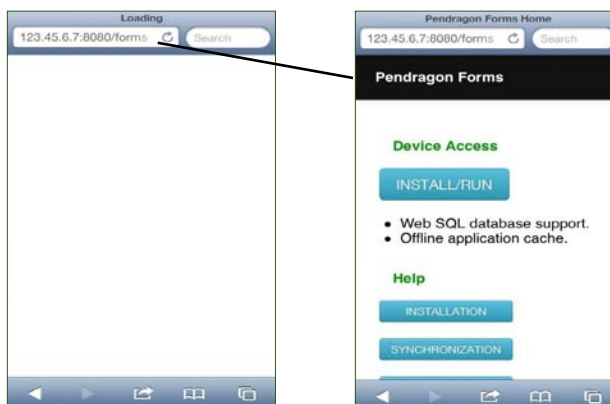 Loading
123.45.6.7:8080/forms
Search
Pendragon Forms Home
123.45.6.7:8080/forms
Search
Pendragon Forms
Device Access
INSTALL/RUN
• Web SQL database support.
• Offline application cache.
Help
INSTALLATION
SYNCHRONIZATION